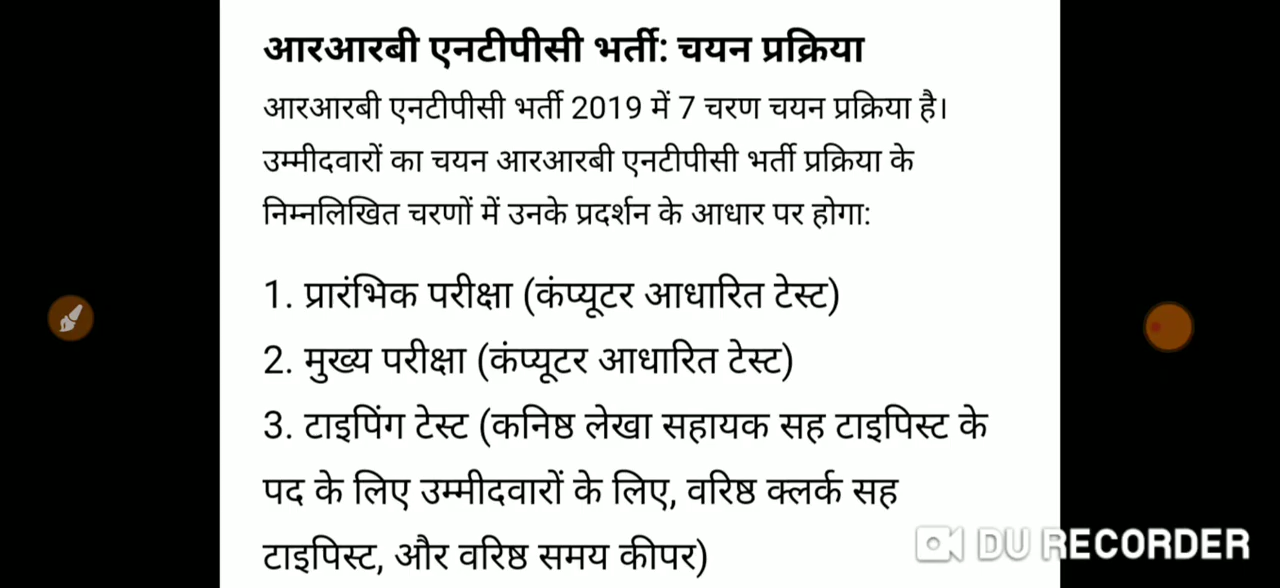 आरआरबी एनटीपीसी भर्ती: चयन प्रक्रिया
आरआरबी एनटीपीसी भर्ती 2019 में 7 चरण चयन प्रक्रिया है।
उम्मीदवारों का चयन आरआरबी एनटीपीसी भर्ती प्रक्रिया के
निम्नलिखित चरणों में उनके प्रदर्शन के आधार पर होगा:
1. प्रारंभिक परीक्षा (कंप्यूटर आधारित टेस्ट)
2. मुख्य परीक्षा (कंप्यूटर आधारित टेस्ट)
3. टाइपिंग टेस्ट (कनिष्ठ लेखा सहायक सह टाइपिस्ट के
पद के लिए उम्मीदवारों के लिए, वरिष्ठ क्लर्क सह
टाइपिस्ट, और वरिष्ठ समय कीपर)
DU RECORDER